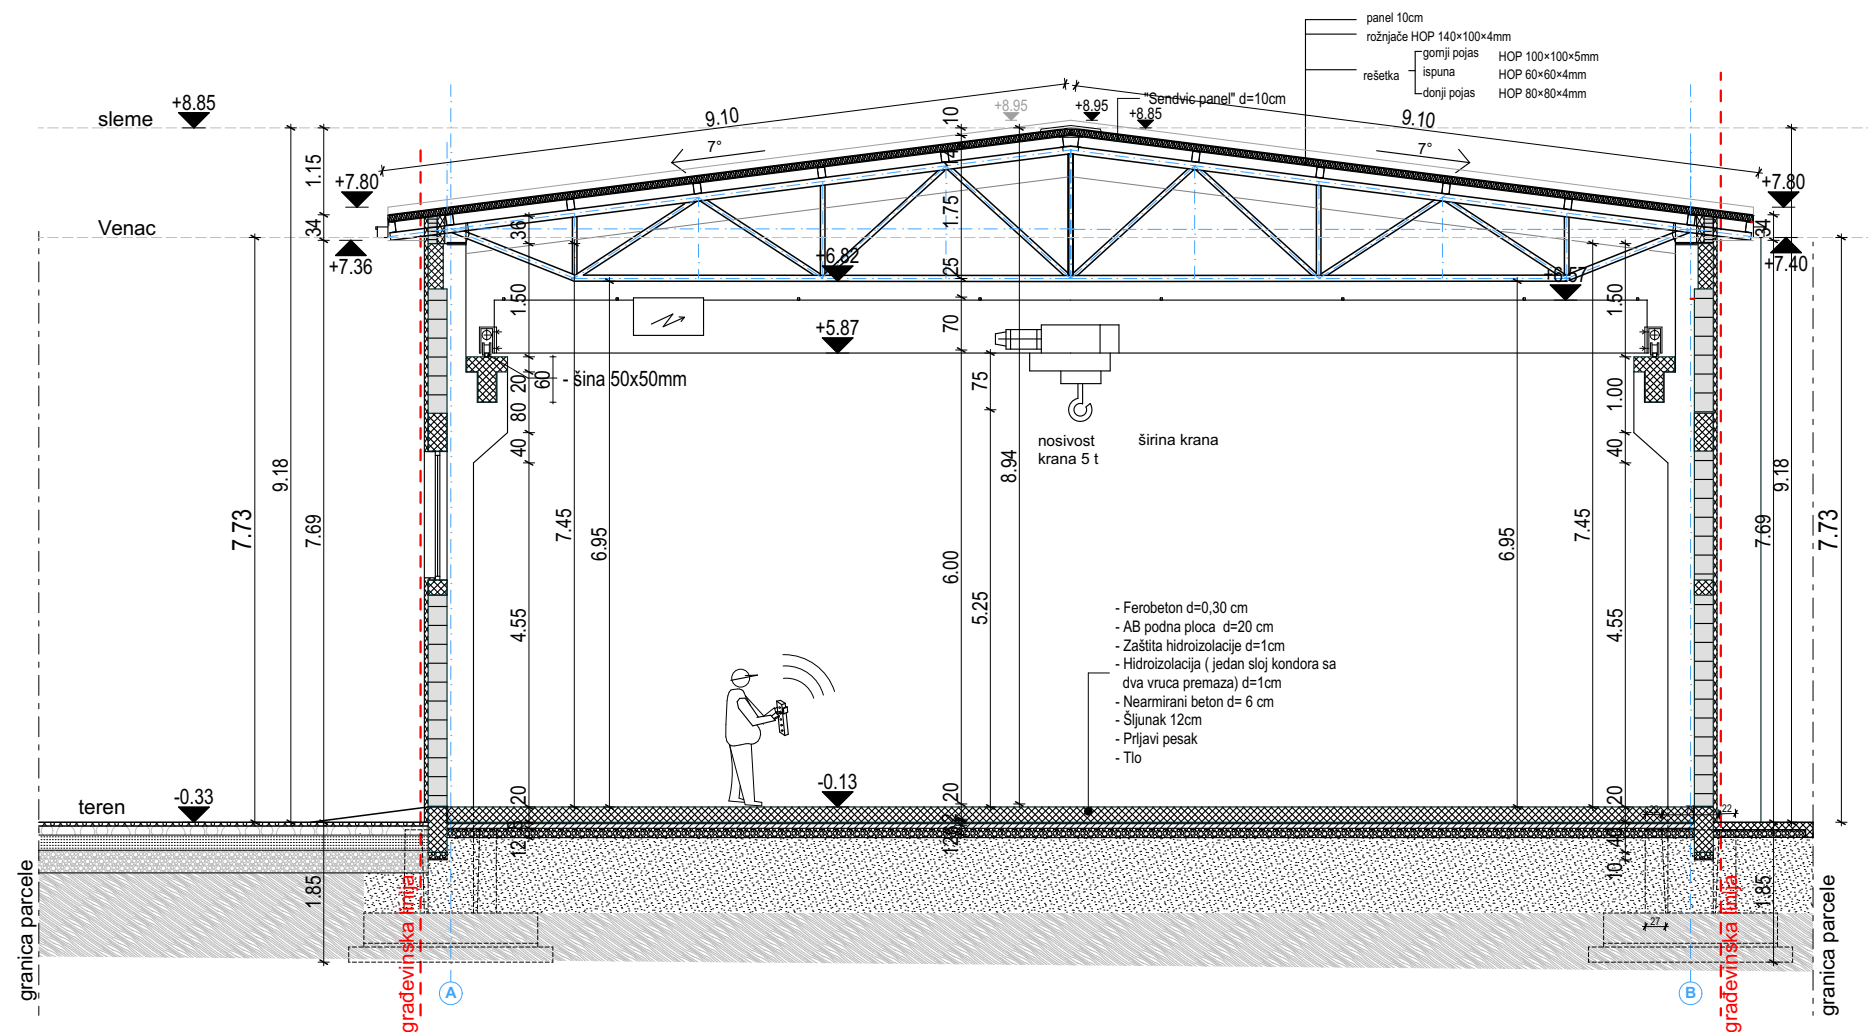 panel 10cm
rožnjače HOP 140×100×4mm
rešetka
gornji pojas HOP 100×100×5mm
ispuna HOP 60×60×4mm
donji pojas HOP 80×80×4mm
sleme
+8.85
9.10
+8.95
+8.95
+8.85
"Sendvic panel" d=10cm
9.10
10
7°
7°
1.15
+7.80
+7.80
34
34
Venac
+7.36
+7.40
36
1.75
25
+6.82
+6.57
1.50
1.50
70
+5.87
75
20
60
- šina 50x50mm
80
40
1.00
40
nosivost
krana 5 t
širina krana
9.18
7.73
7.69
7.45
6.95
8.94
6.00
5.25
6.95
7.45
9.18
7.69
7.73
4.55
4.55
- Ferobeton d=0,30 cm
- AB podna ploca d=20 cm
- Zaštita hidroizolacije d=1cm
- Hidroizolacija ( jedan sloj kondora sa
dva vruca premaza) d=1cm
- Nearmirani beton d= 6 cm
- Šljunak 12cm
- Prljavi pesak
- Tlo
teren
-0.33
-0.13
20
20
20
22
40
10
27
1.85
1.85
granica parcele
građevinska linija
A
B
građevinska linija
granica parcele